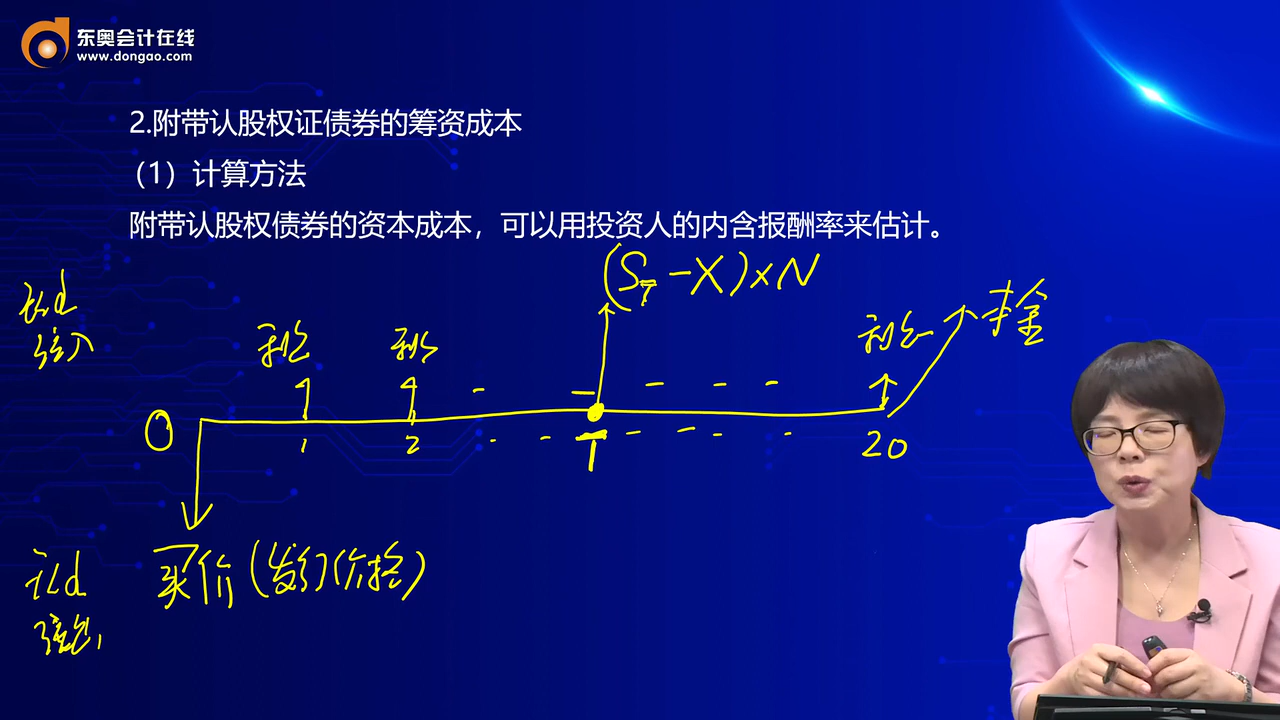 东奥会计在线
www.dongao.com
2.附带认股权证债券的筹资成本
（1）计算方法
附带认股权债券的资本成本，可以用投资人的内含报酬率来估计。
(S_T-X)×N
利息 利息 利息 本金
0 1 2 T 20
买价(发行价格)